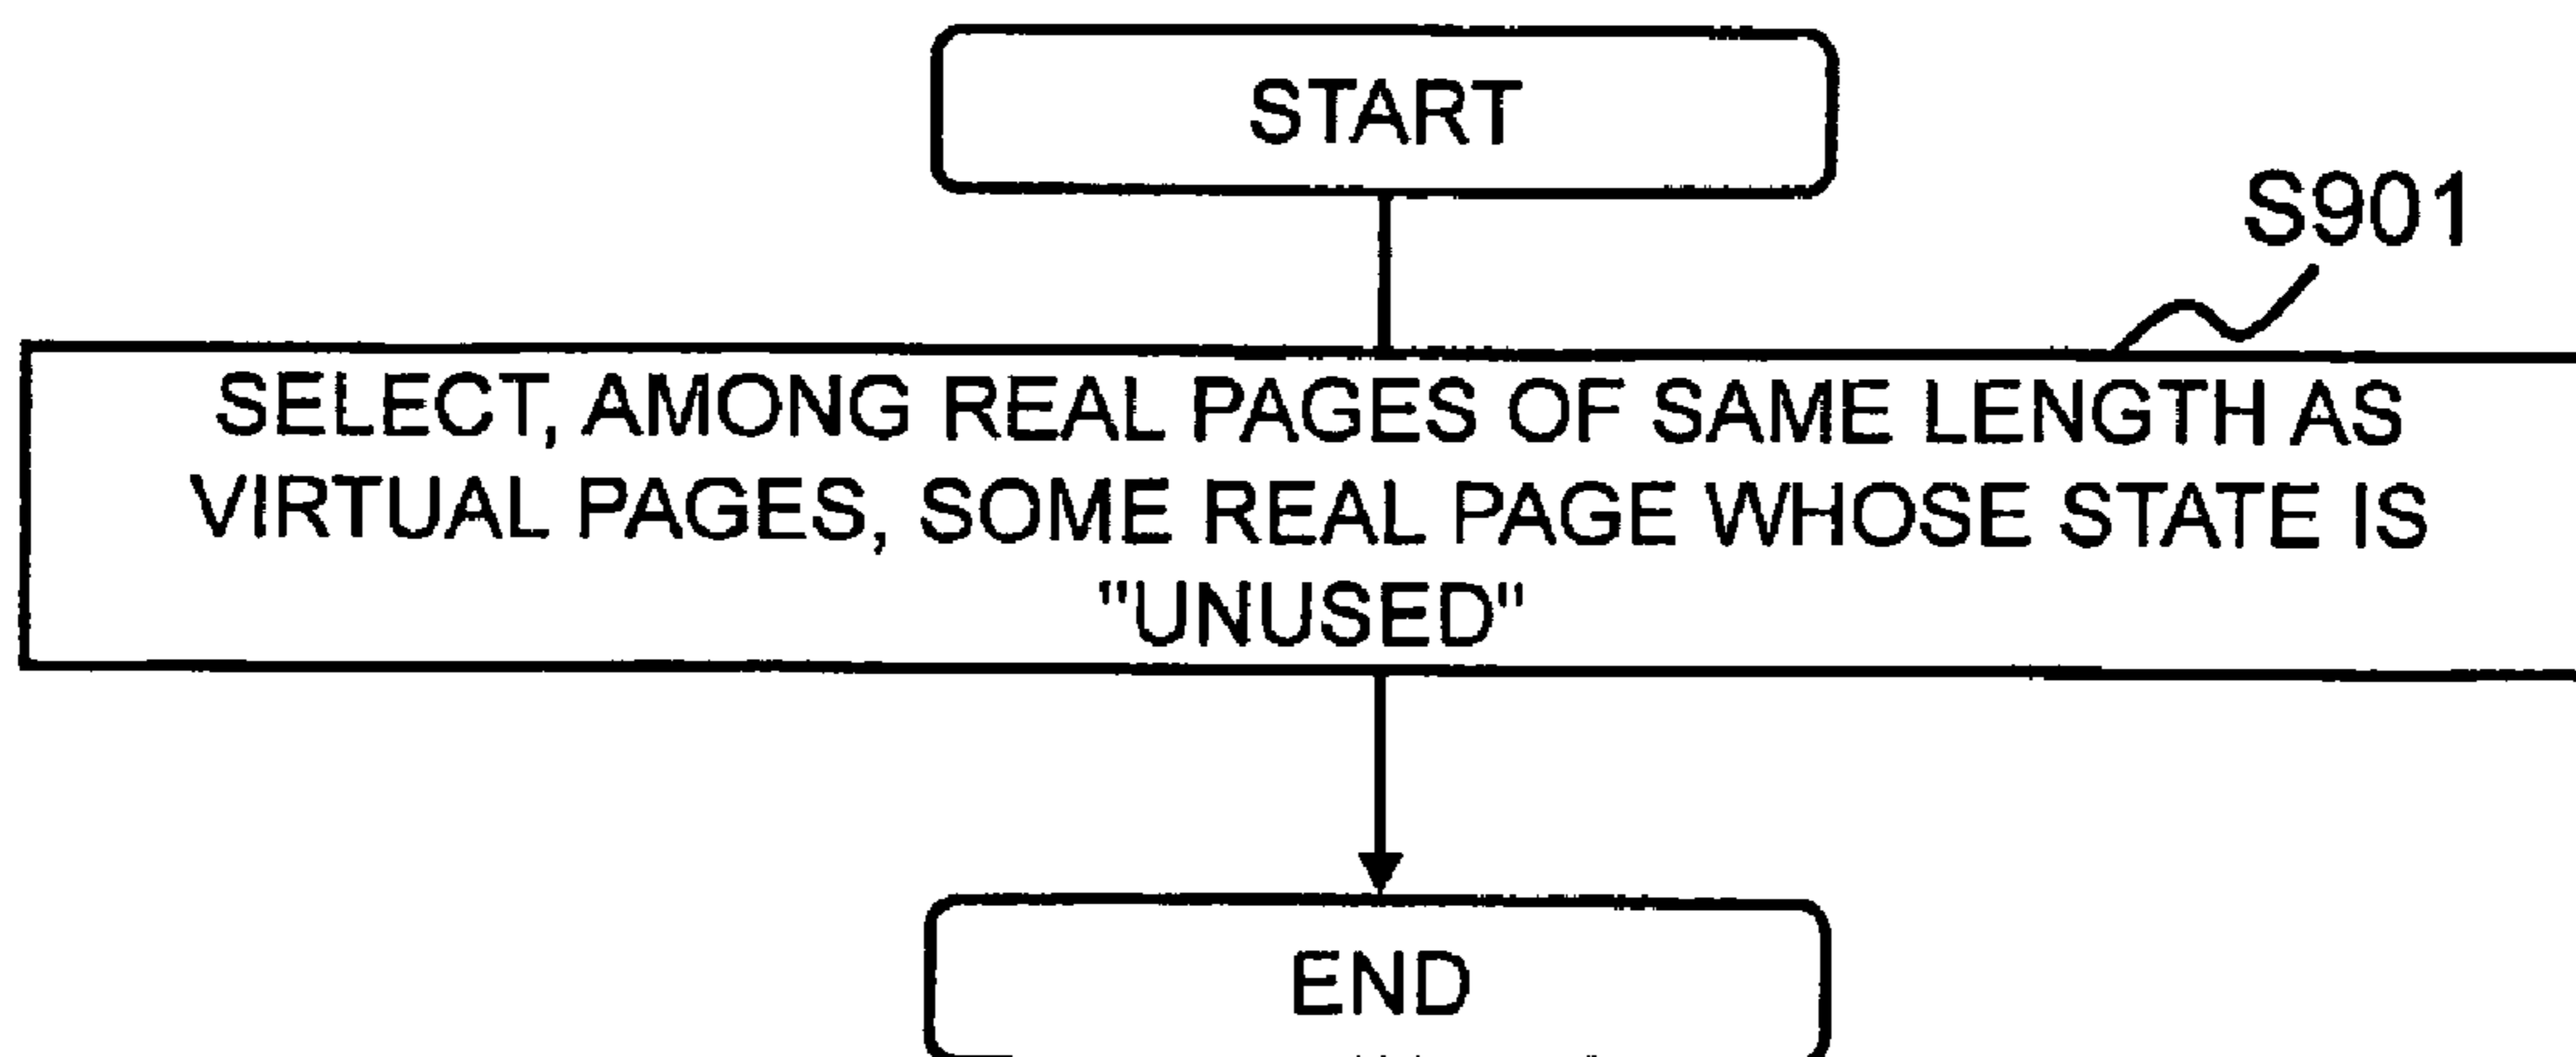 START
S901
SELECT, AMONG REAL PAGES OF SAME LENGTH AS
VIRTUAL PAGES, SOME REAL PAGE WHOSE STATE IS
"UNUSED"
END